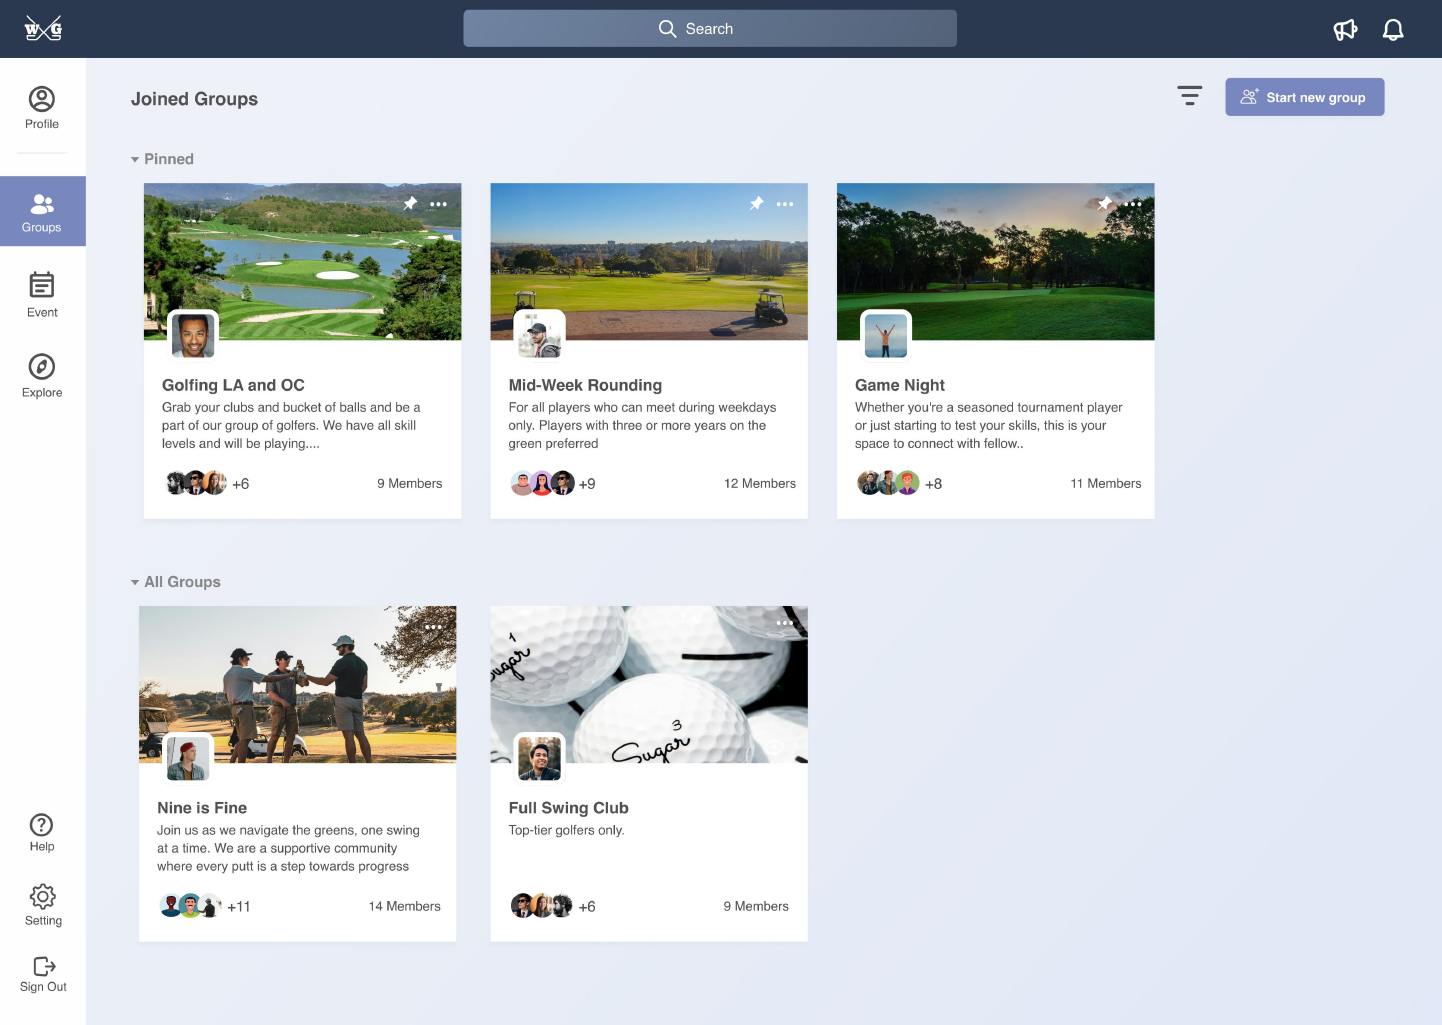 WG
Search
Profile
Groups
Event
Explore
Help
Setting
Sign Out
Joined Groups
Start new group
Pinned
Golfing LA and OC
Grab your clubs and bucket of balls and be a
part of our group of golfers. We have all skill
levels and will be playing....
+6
9 Members
Mid-Week Rounding
For all players who can meet during weekdays
only. Players with three or more years on the
green preferred
+9
12 Members
Game Night
Whether you're a seasoned tournament player
or just starting to test your skills, this is your
space to connect with fellow..
+8
11 Members
All Groups
Nine is Fine
Join us as we navigate the greens, one swing
at a time. We are a supportive community
where every putt is a step towards progress
+11
14 Members
1
Sugar
3
Sugar
Full Swing Club
Top-tier golfers only.
+6
9 Members